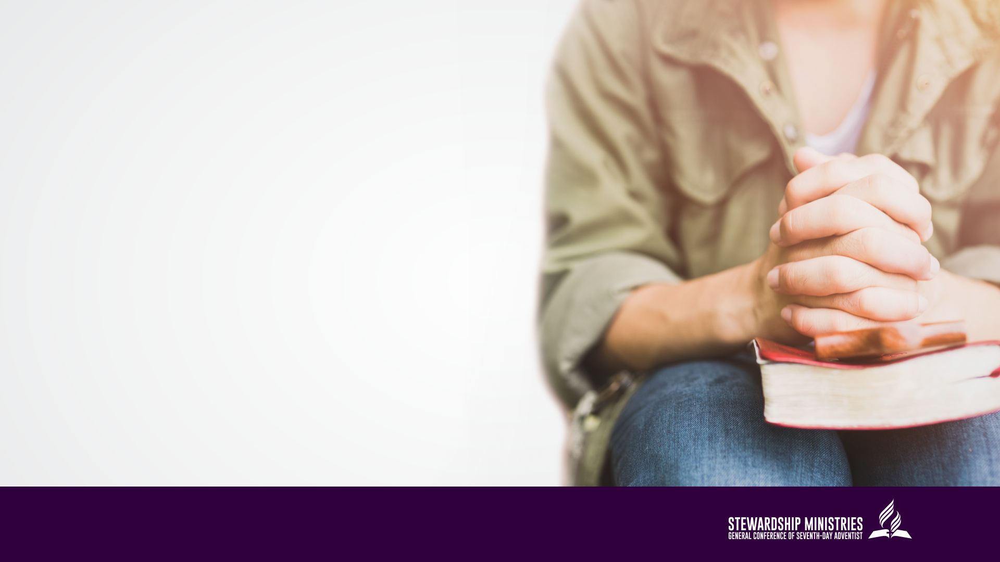 STEWARDSHIP MINISTRIES
GENERAL CONFERENCE OF SEVENTH-DAY ADVENTIST